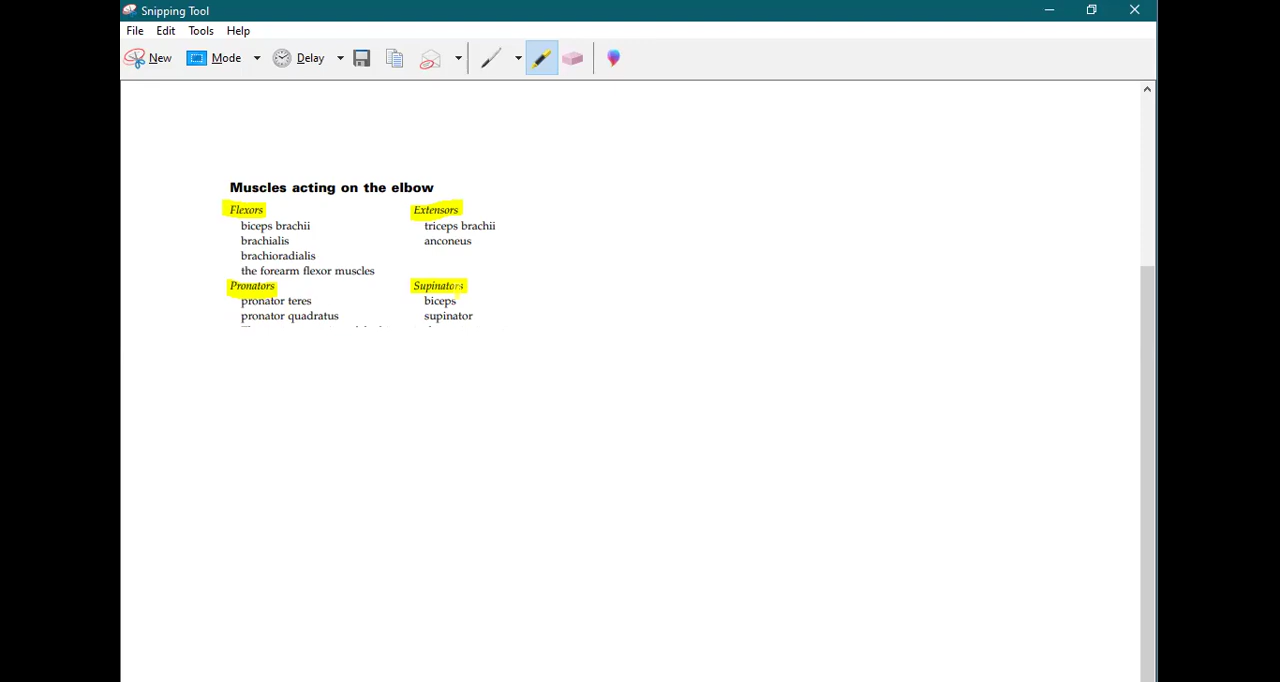 Snipping Tool
File Edit Tools Help
New Mode Delay
Muscles acting on the elbow
Flexors Extensors
biceps brachii triceps brachii
brachialis anconeus
brachioradialis
the forearm flexor muscles
Pronators Supinators
pronator teres biceps
pronator quadratus supinator